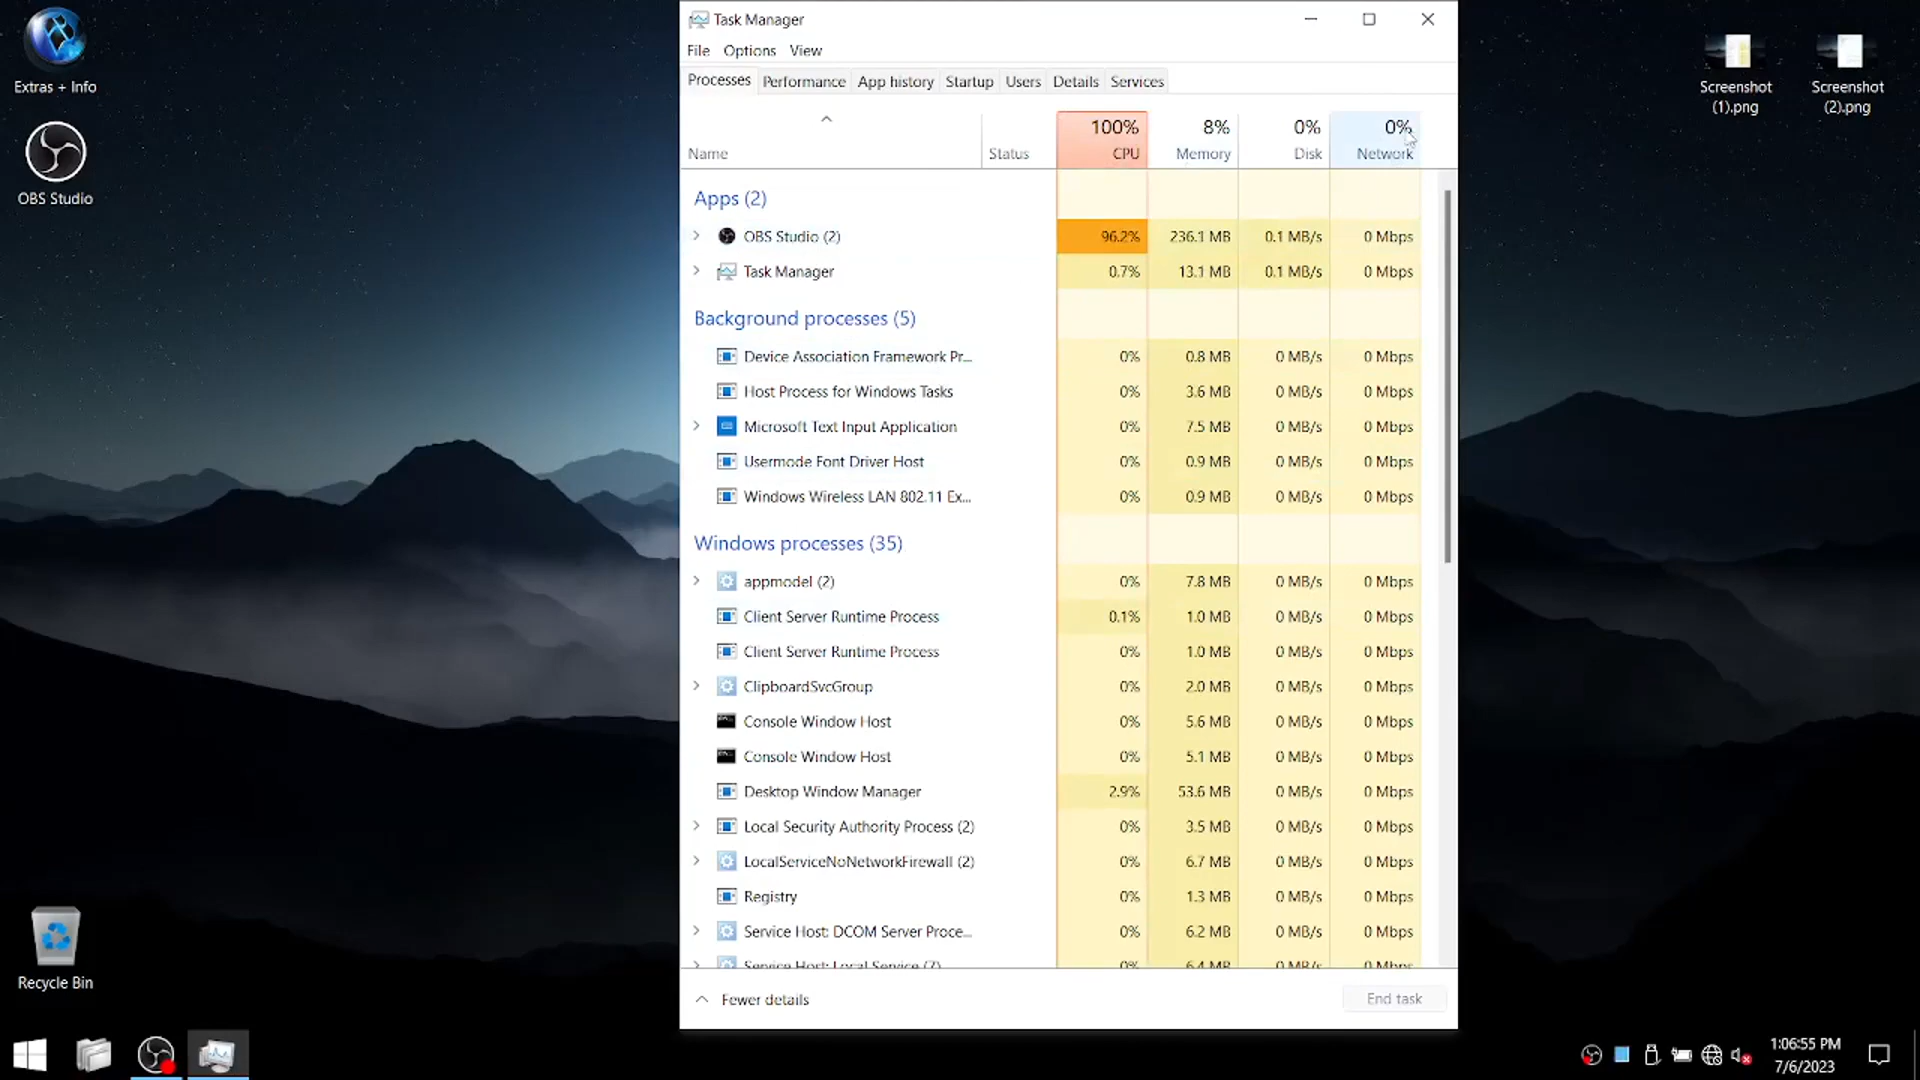 Extras + Info
OBS Studio
Recycle Bin
Screenshot
(1).png
Screenshot
(2).png
Task Manager
File Options View
Processes Performance App history Startup Users Details Services
100% 8% 0% 0%
Name Status CPU Memory Disk Network
Apps (2)
OBS Studio (2) 96.2% 236.1 MB 0.1 MB/s 0 Mbps
Task Manager 0.7% 13.1 MB 0.1 MB/s 0 Mbps
Background processes (5)
Device Association Framework Pr... 0% 0.8 MB 0 MB/s 0 Mbps
Host Process for Windows Tasks 0% 3.6 MB 0 MB/s 0 Mbps
Microsoft Text Input Application 0% 7.5 MB 0 MB/s 0 Mbps
Usermode Font Driver Host 0% 0.9 MB 0 MB/s 0 Mbps
Windows Wireless LAN 802.11 Ex... 0% 0.9 MB 0 MB/s 0 Mbps
Windows processes (35)
appmodel (2) 0% 7.8 MB 0 MB/s 0 Mbps
Client Server Runtime Process 0.1% 1.0 MB 0 MB/s 0 Mbps
Client Server Runtime Process 0% 1.0 MB 0 MB/s 0 Mbps
ClipboardSvcGroup 0% 2.0 MB 0 MB/s 0 Mbps
Console Window Host 0% 5.6 MB 0 MB/s 0 Mbps
Console Window Host 0% 5.1 MB 0 MB/s 0 Mbps
Desktop Window Manager 2.9% 53.6 MB 0 MB/s 0 Mbps
Local Security Authority Process (2) 0% 3.5 MB 0 MB/s 0 Mbps
LocalServiceNoNetworkFirewall (2) 0% 6.7 MB 0 MB/s 0 Mbps
Registry 0% 1.3 MB 0 MB/s 0 Mbps
Service Host: DCOM Server Proce... 0% 6.2 MB 0 MB/s 0 Mbps
Service Host: Local Service (7) 0% 6.4 MB 0 MB/s 0 Mbps
Fewer details End task
1:06:55 PM
7/6/2023